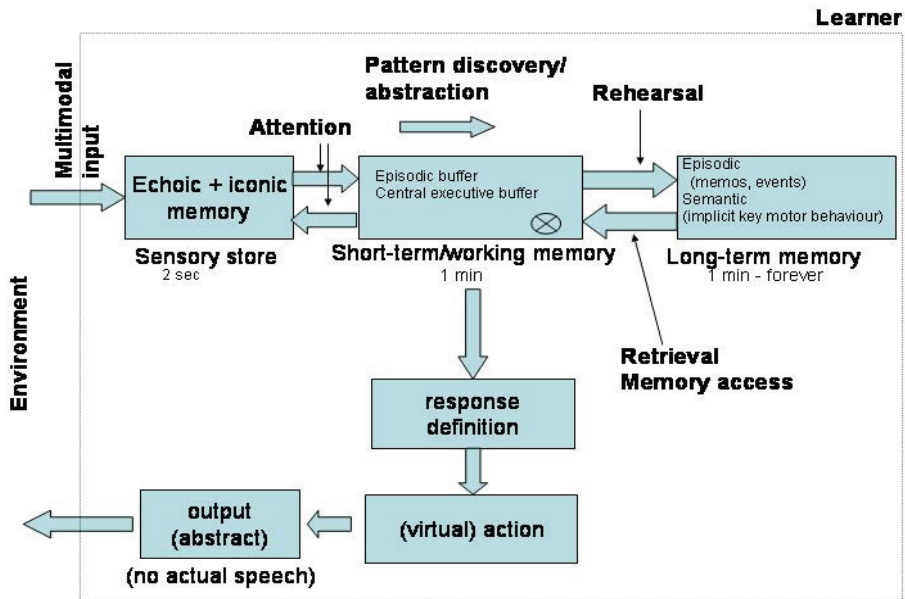 Learner
Multimodal
input
Pattern discovery/
abstraction
Attention
Rehearsal
Echoic + iconic
memory
Sensory store
2 sec
Episodic buffer
Central executive buffer
Short-term/working memory
1 min
Episodic
(memos, events)
Semantic
(implicit key motor behaviour)
Long-term memory
1 min - forever
Environment
Retrieval
Memory access
response
definition
(virtual) action
output
(abstract)
(no actual speech)